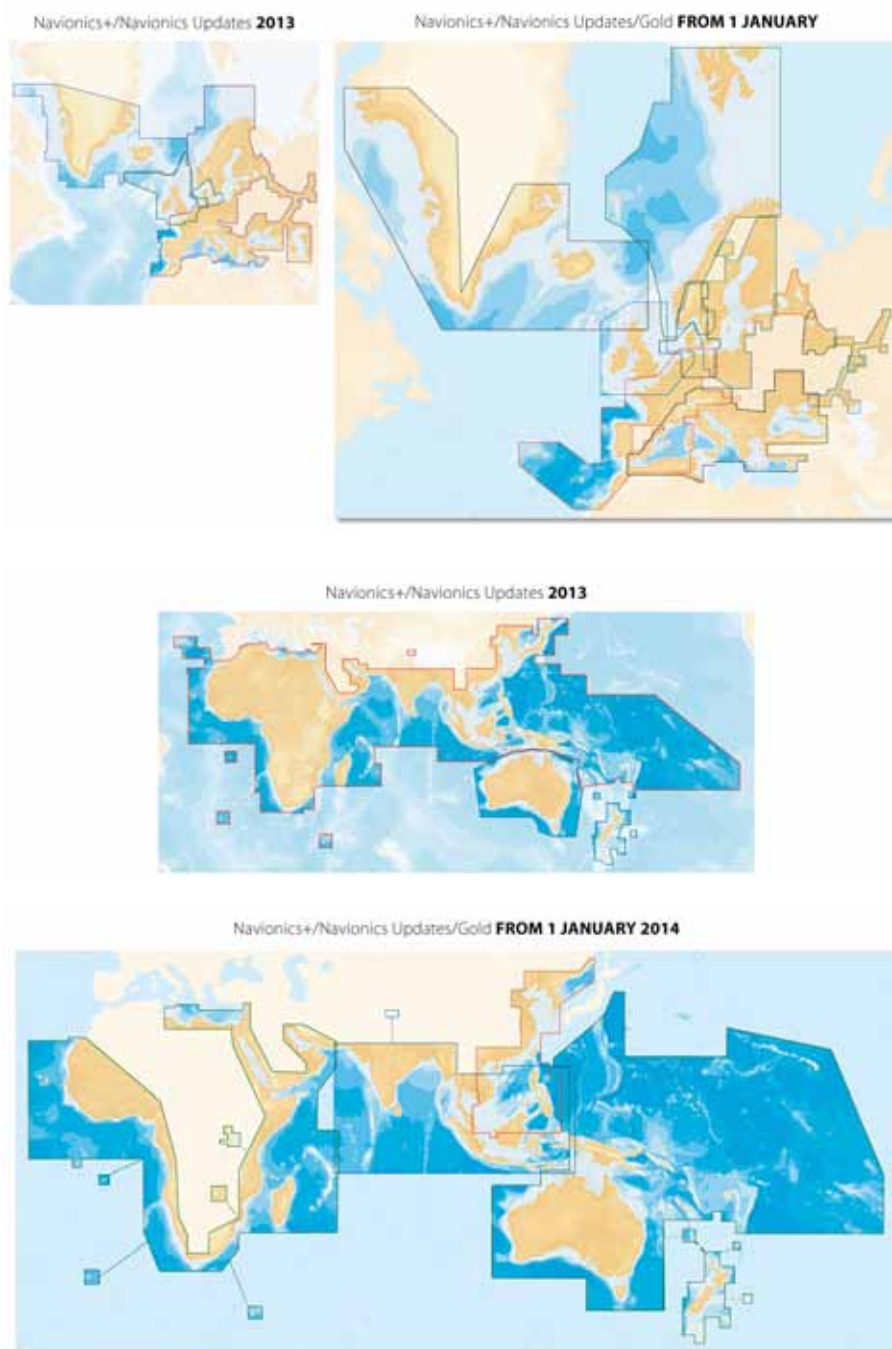 Navionics+/Navionics Updates 2013
Navionics+/Navionics Updates/Gold FROM 1 JANUARY
Navionics+/Navionics Updates 2013
Navionics+/Navionics Updates/Gold FROM 1 JANUARY 2014